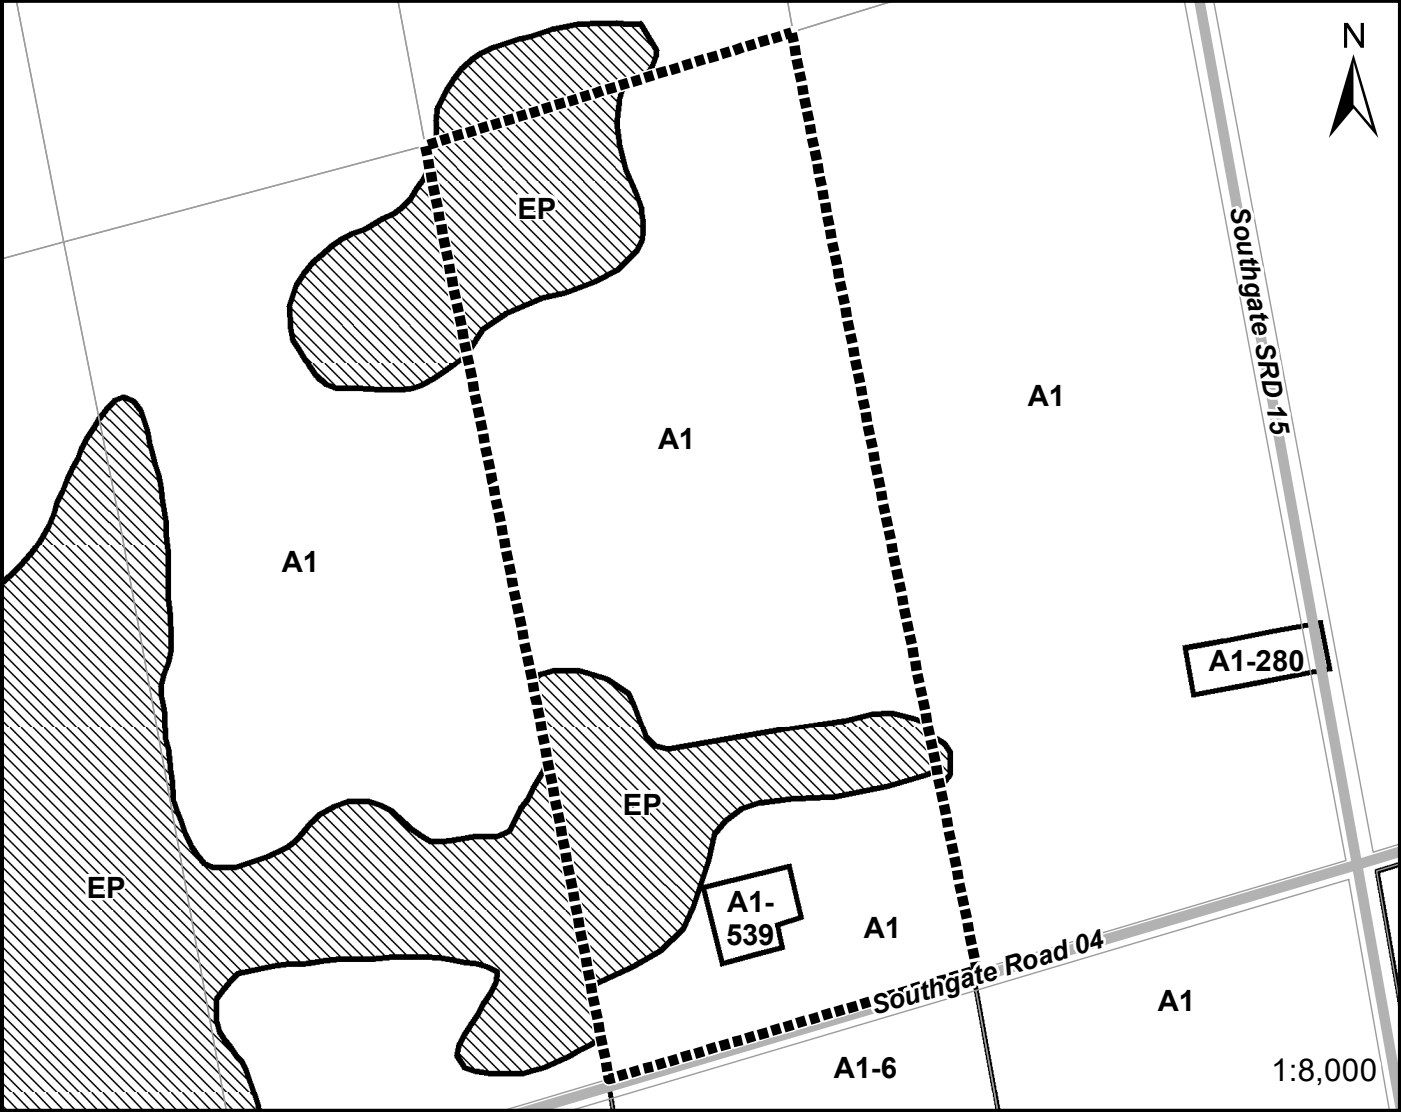 N
EP
Southgate SRD 15
A1
A1
A1
A1-280
EP
EP
A1-
539
A1
Southgate Road 04
A1
A1-6
1:8,000